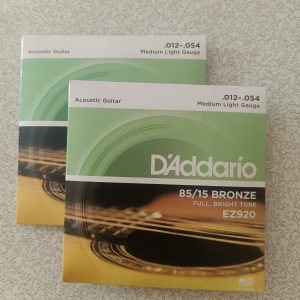 Acoustic Guitar
.012-.054
Medium Light Gauge
Acoustic Guitar
.012-.054
Medium Light Gauge
D'Addario
85/15 BRONZE
FULL, BRIGHT TONE
EZ920